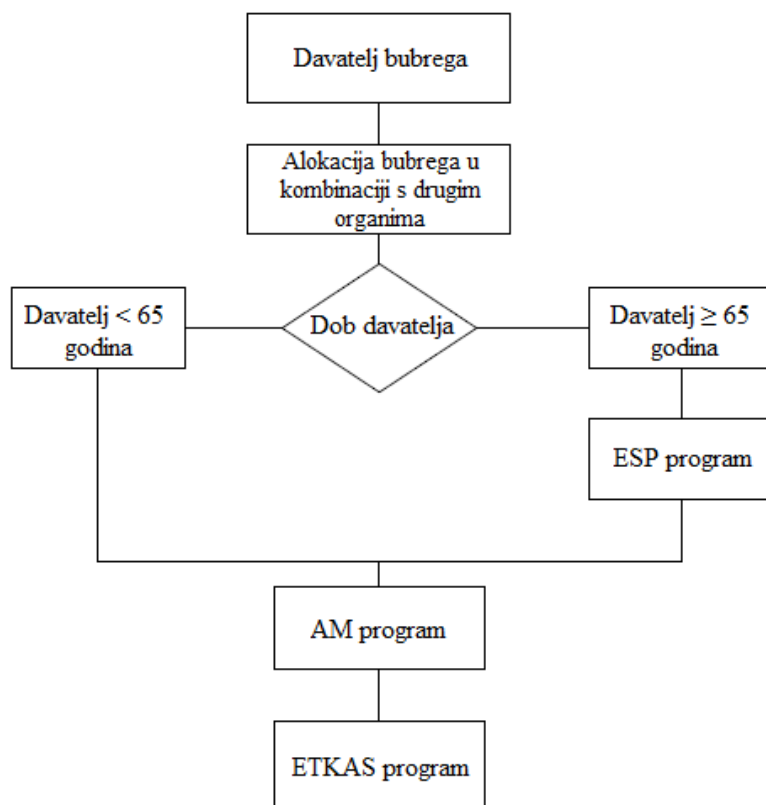 Davatelj bubrega
Alokacija bubrega u
kombinaciji s drugim
organima
Davatelj < 65
godina
Dob davatelja
Davatelj ≥ 65
godina
ESP program
AM program
ETKAS program